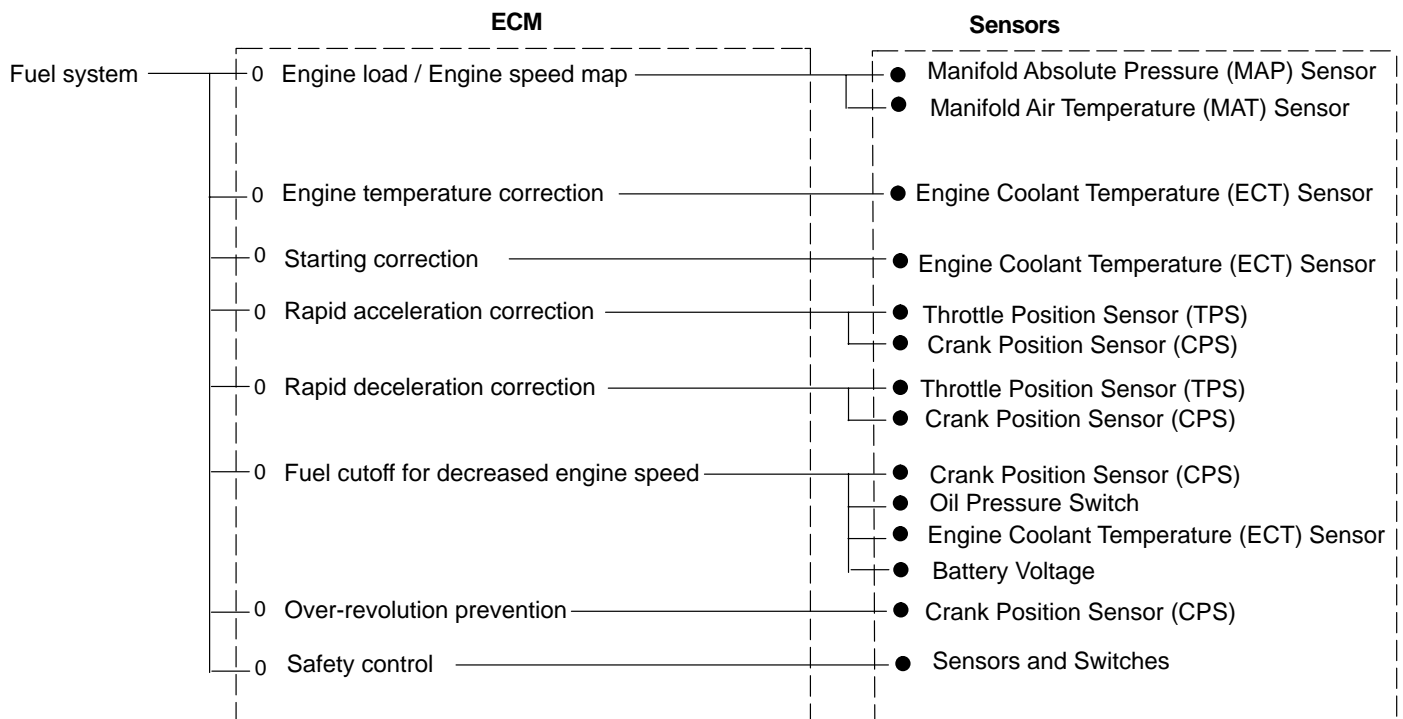 ECM Sensors
Fuel system 0 Engine load / Engine speed map ● Manifold Absolute Pressure (MAP) Sensor
● Manifold Air Temperature (MAT) Sensor
0 Engine temperature correction ● Engine Coolant Temperature (ECT) Sensor
0 Starting correction ● Engine Coolant Temperature (ECT) Sensor
0 Rapid acceleration correction ● Throttle Position Sensor (TPS)
● Crank Position Sensor (CPS)
0 Rapid deceleration correction ● Throttle Position Sensor (TPS)
● Crank Position Sensor (CPS)
0 Fuel cutoff for decreased engine speed ● Crank Position Sensor (CPS)
● Oil Pressure Switch
● Engine Coolant Temperature (ECT) Sensor
● Battery Voltage
0 Over-revolution prevention ● Crank Position Sensor (CPS)
0 Safety control ● Sensors and Switches